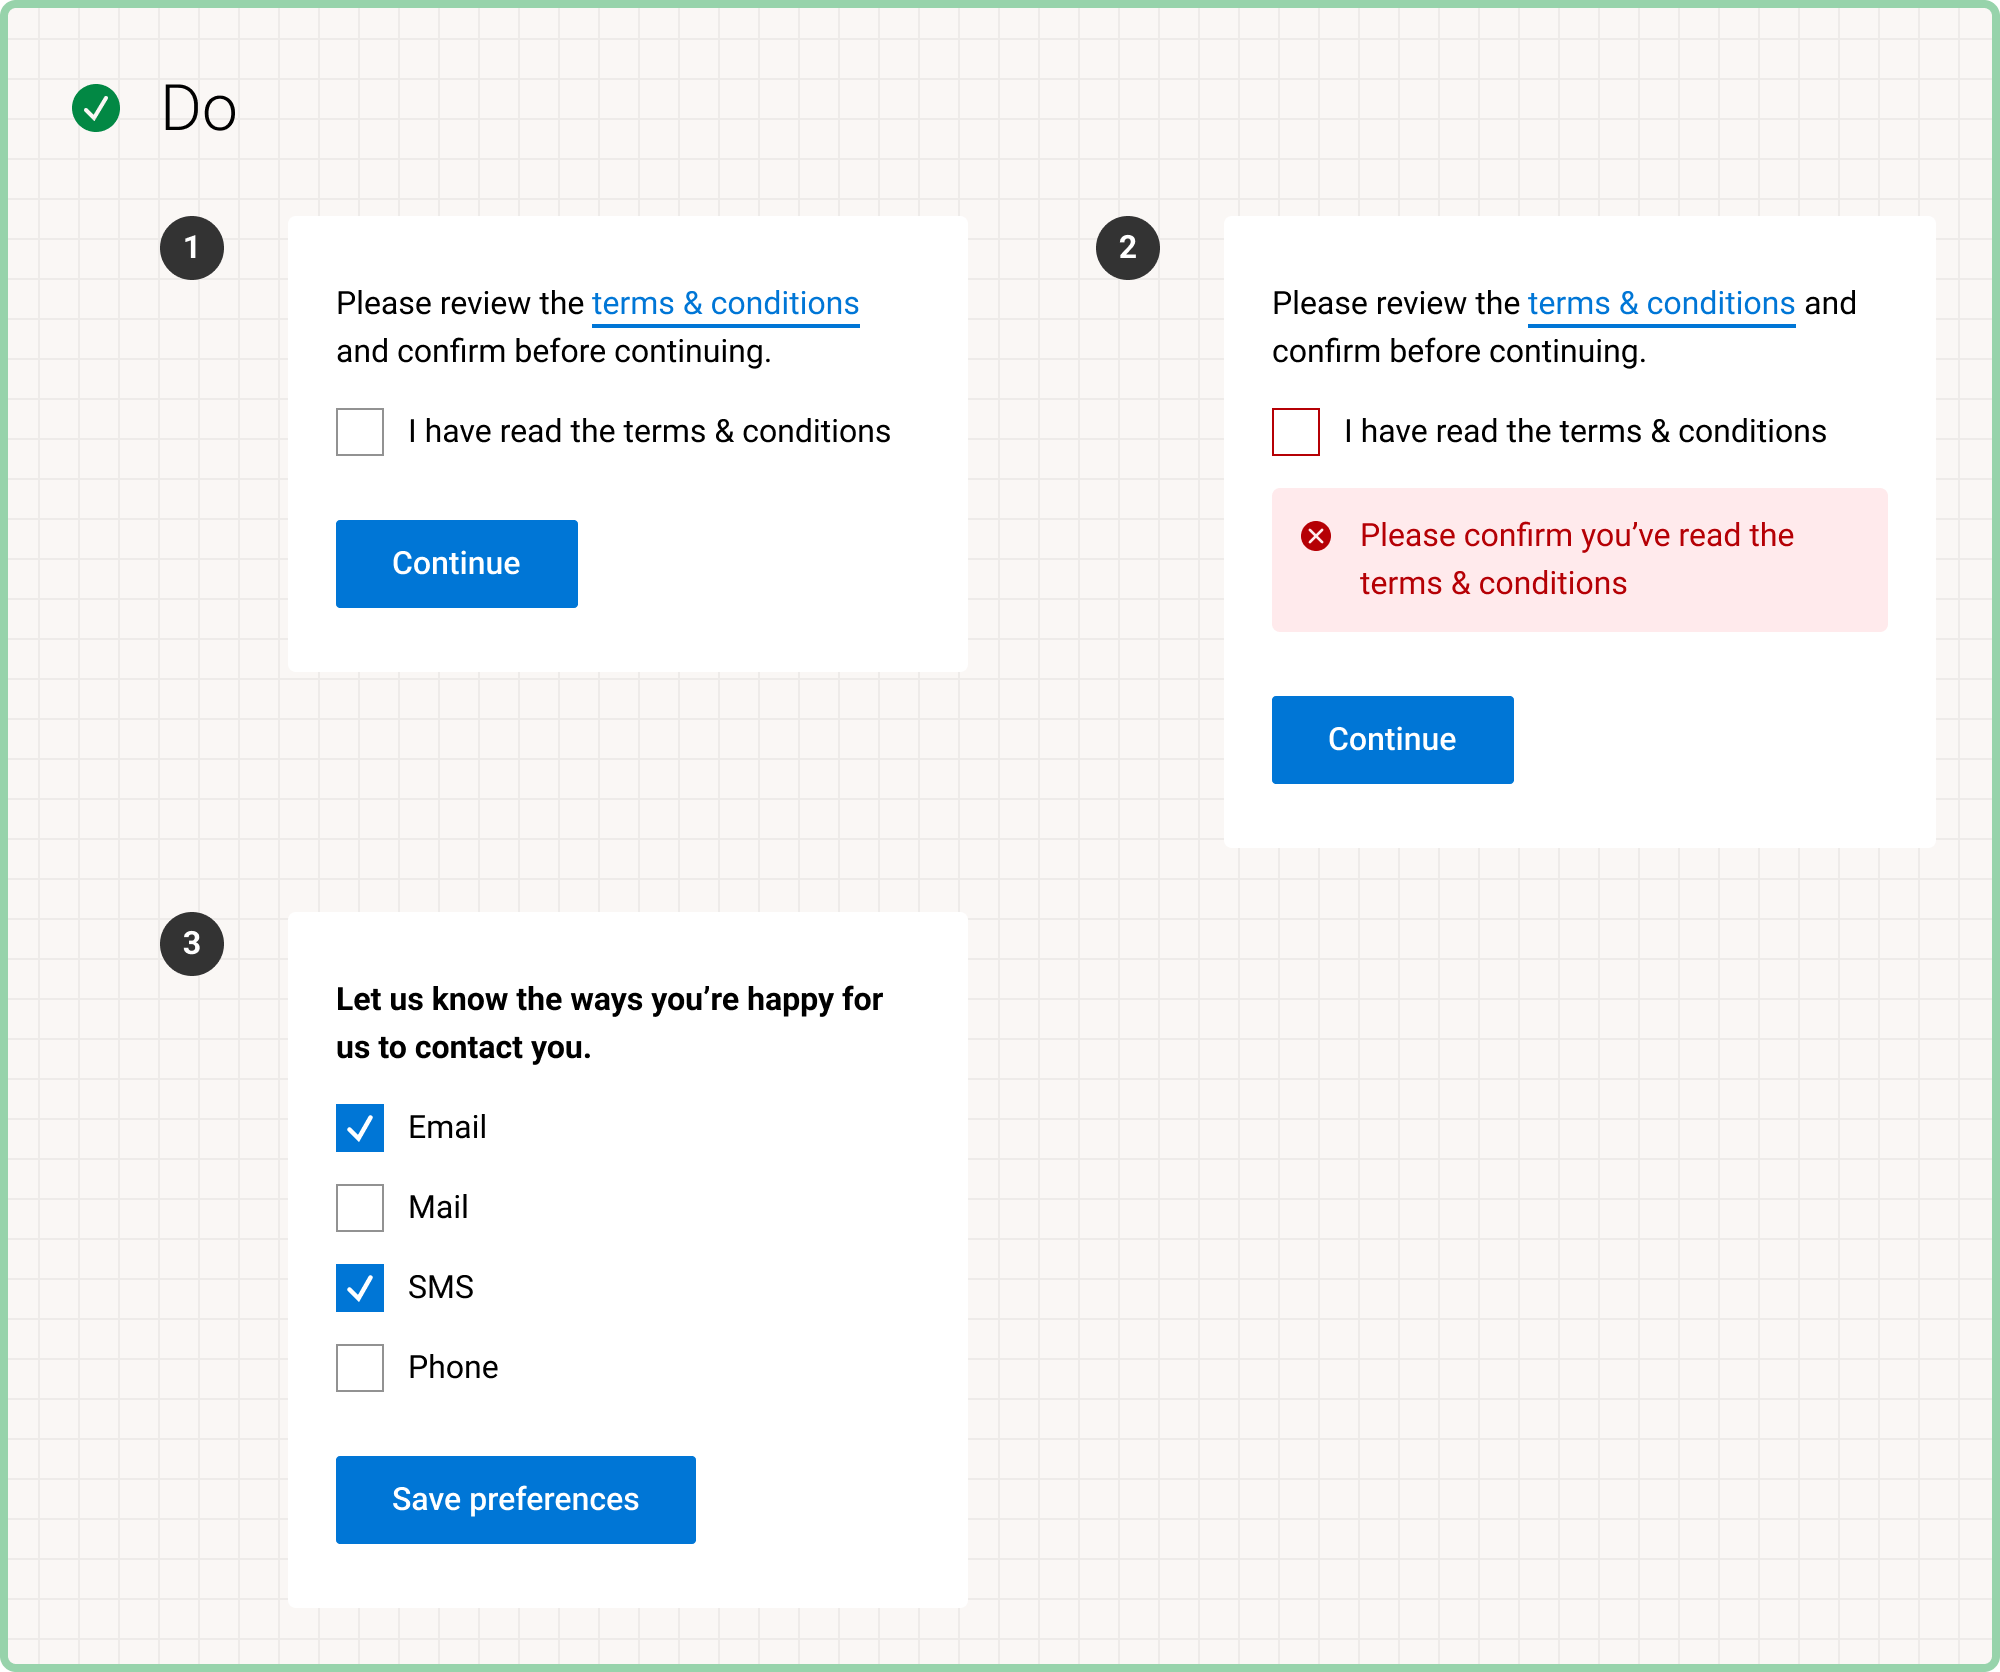 Do
1
Please review the terms & conditions
and confirm before continuing.
I have read the terms & conditions
Continue
2
Please review the terms & conditions and
confirm before continuing.
I have read the terms & conditions
Please confirm you’ve read the
terms & conditions
Continue
3
Let us know the ways you’re happy for
us to contact you.
Email
Mail
SMS
Phone
Save preferences